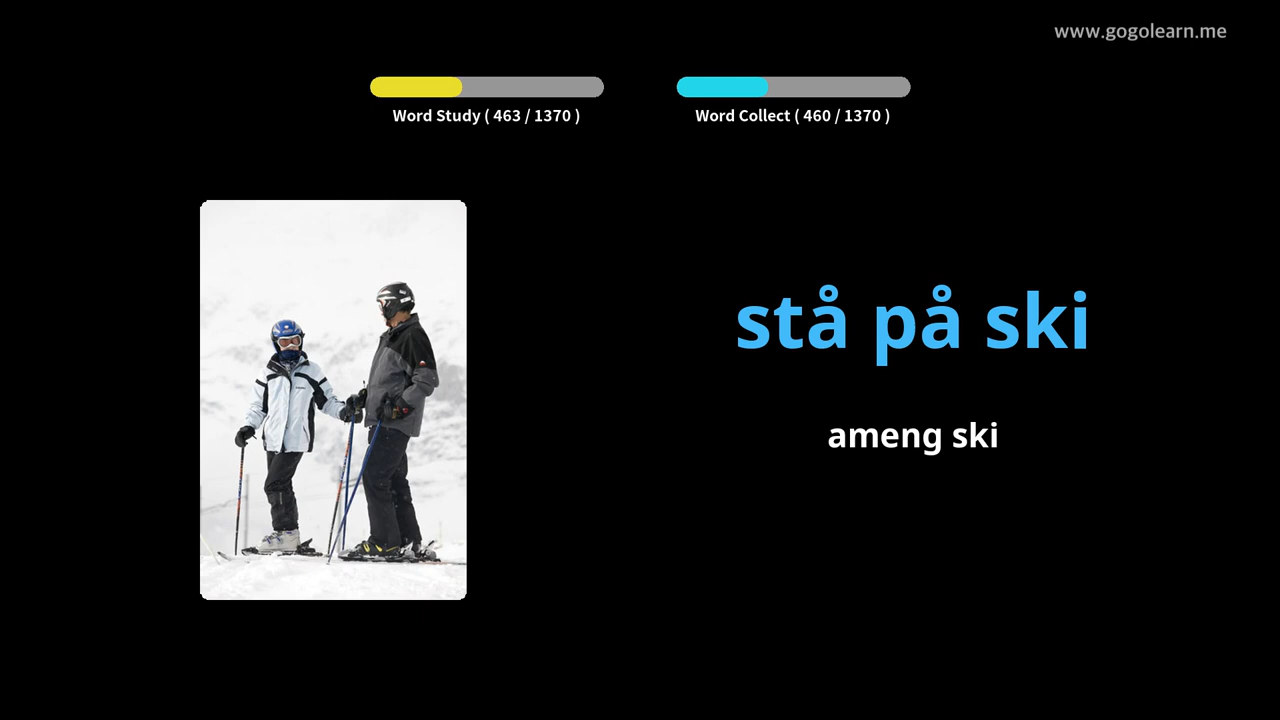 www.gogolearn.me
Word Study ( 463 / 1370 )
Word Collect ( 460 / 1370 )
stå på ski
ameng ski